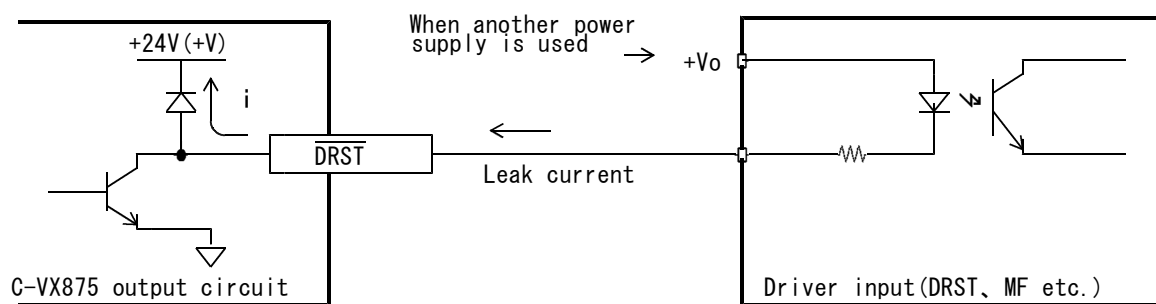 When another power
supply is used
+24V(+V)
+Vo
i
DRST
Leak current
C-VX875 output circuit
Driver input(DRST、MF etc.)